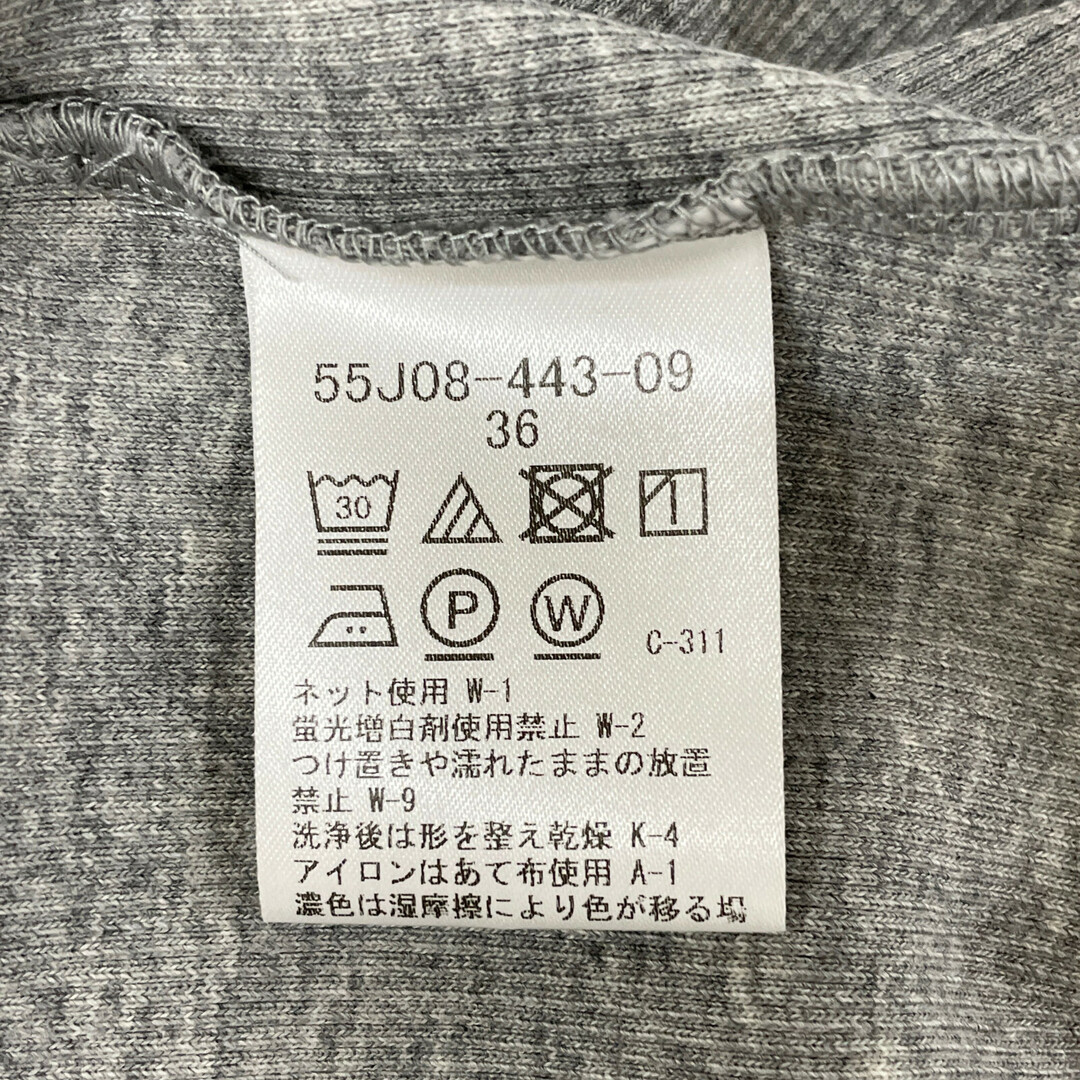 55J08-443-09
36
30
P W C-311
ネット使用 W-1
蛍光増白剤使用禁止 W-2
つけ置きや濡れたままの放置
禁止 W-9
洗浄後は形を整え乾燥 K-4
アイロンはあて布使用 A-1
濃色は湿摩擦により色が移る場